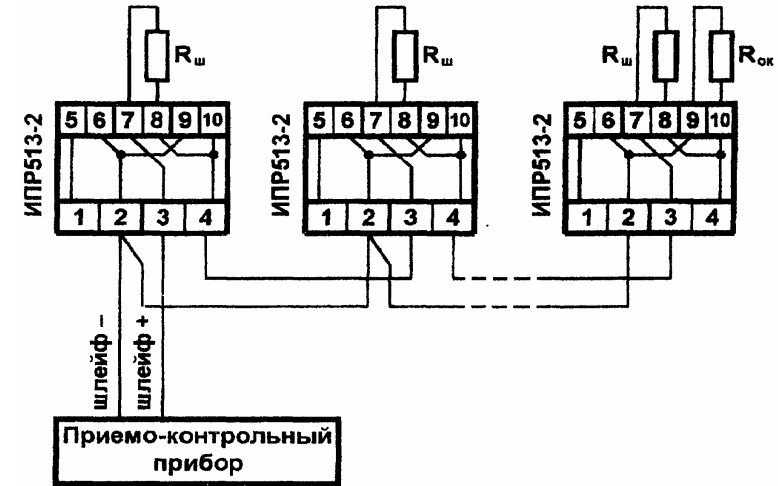 Rш
Rш
Rш
Rок
ИПР513-2
5 6 7 8 9 10
1 2 3 4
ИПР513-2
5 6 7 8 9 10
1 2 3 4
ИПР513-2
5 6 7 8 9 10
1 2 3 4
шлейф –
шлейф +
Приемо-контрольный
прибор